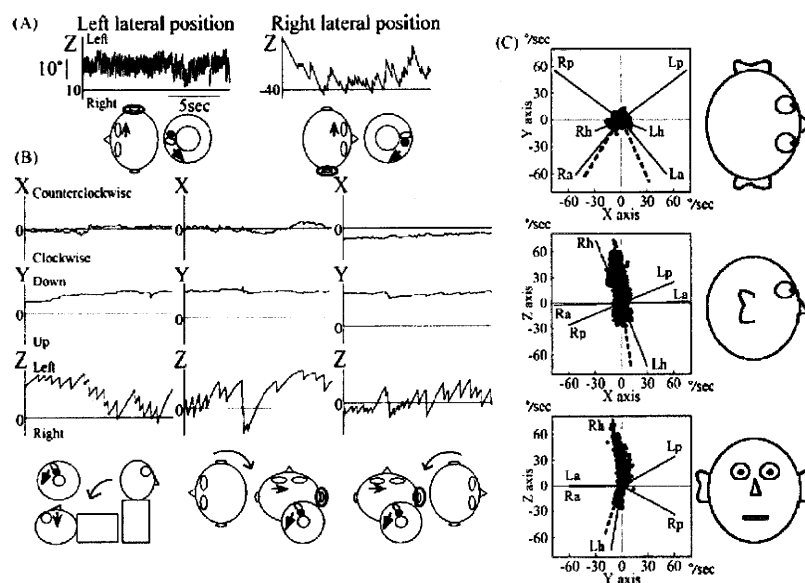 (A) Left lateral position
Right lateral position
Z Left
10°
10
Right
5sec
Z
-40
(B)
X Counterclockwise
0
0
0
Clockwise
Y Down
0
0
0
Up
Z Left
Z
Z
0
0
0
Right
(C)
°/sec
60
30
0
-30
-60
Y axis
Rp
Lp
Rh
Lh
Ra
La
-60 -30 0 30 60 °/sec
X axis
°/sec
60
30
0
-30
-60
Z axis
Rh
Lp
La
Ra
Rp
Lh
-60 -30 0 30 60 °/sec
X axis
°/sec
60
30
0
-30
-60
Z axis
Rh
Lp
La
Ra
Rp
Lh
-60 -30 0 30 60 °/sec
Y axis